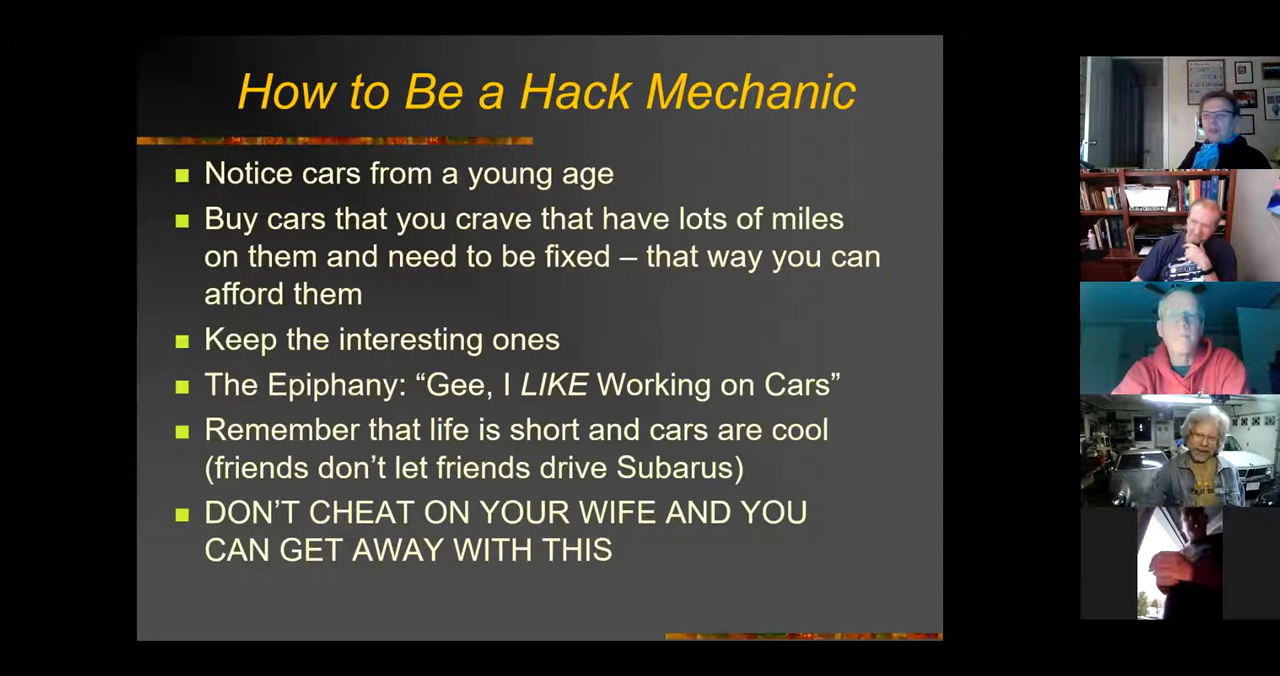 How to Be a Hack Mechanic
Notice cars from a young age
Buy cars that you crave that have lots of miles
on them and need to be fixed – that way you can
afford them
Keep the interesting ones
The Epiphany: “Gee, I LIKE Working on Cars”
Remember that life is short and cars are cool
(friends don’t let friends drive Subarus)
DON’T CHEAT ON YOUR WIFE AND YOU
CAN GET AWAY WITH THIS